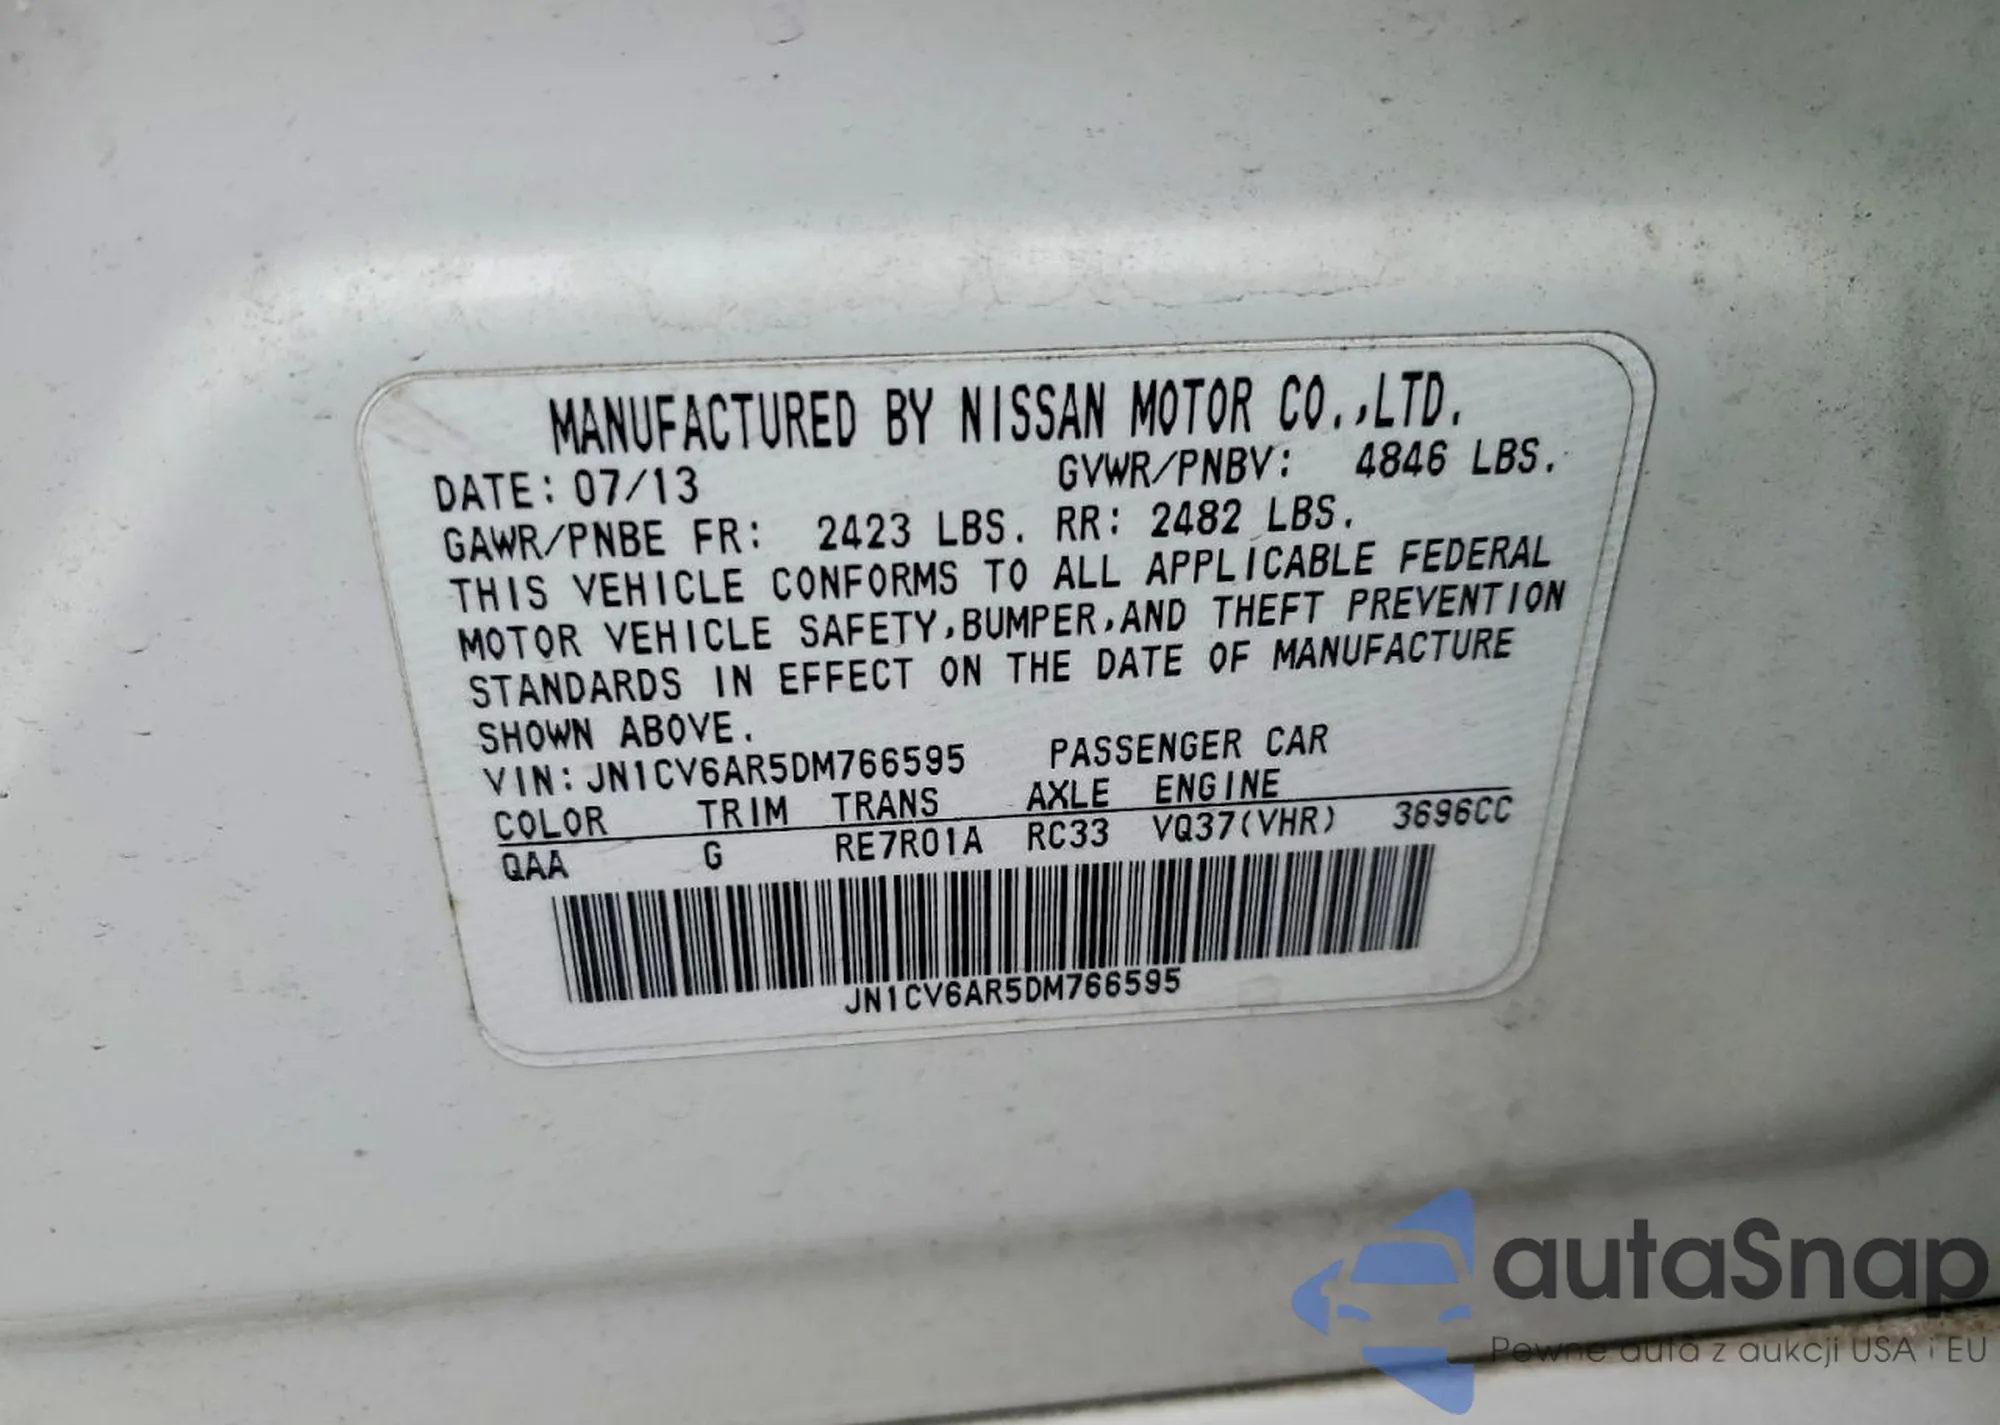 MANUFACTURED BY NISSAN MOTOR CO.,LTD.
DATE: 07/13 GVWR/PNBV: 4846 LBS.
GAWR/PNBE FR: 2423 LBS. RR: 2482 LBS.
THIS VEHICLE CONFORMS TO ALL APPLICABLE FEDERAL
MOTOR VEHICLE SAFETY,BUMPER,AND THEFT PREVENTION
STANDARDS IN EFFECT ON THE DATE OF MANUFACTURE
SHOWN ABOVE.
VIN:JN1CV6AR5DM766595 PASSENGER CAR
COLOR TRIM TRANS AXLE ENGINE
QAA G RE7R01A RC33 VQ37(VHR) 3696CC
JN1CV6AR5DM766595
autaSnap
Pewne auta z aukcji USA i EU